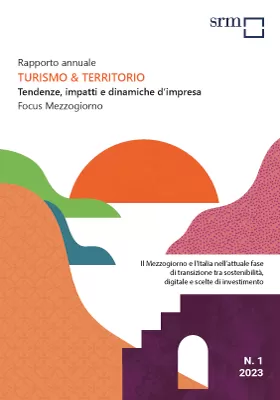 srm
Rapporto annuale
TURISMO & TERRITORIO
Tendenze, impatti e dinamiche d'impresa
Focus Mezzogiorno
Il Mezzogiorno e l'Italia nell'attuale fase
di transizione tra sostenibilità,
digitale e scelte di investimento
N. 1
2023